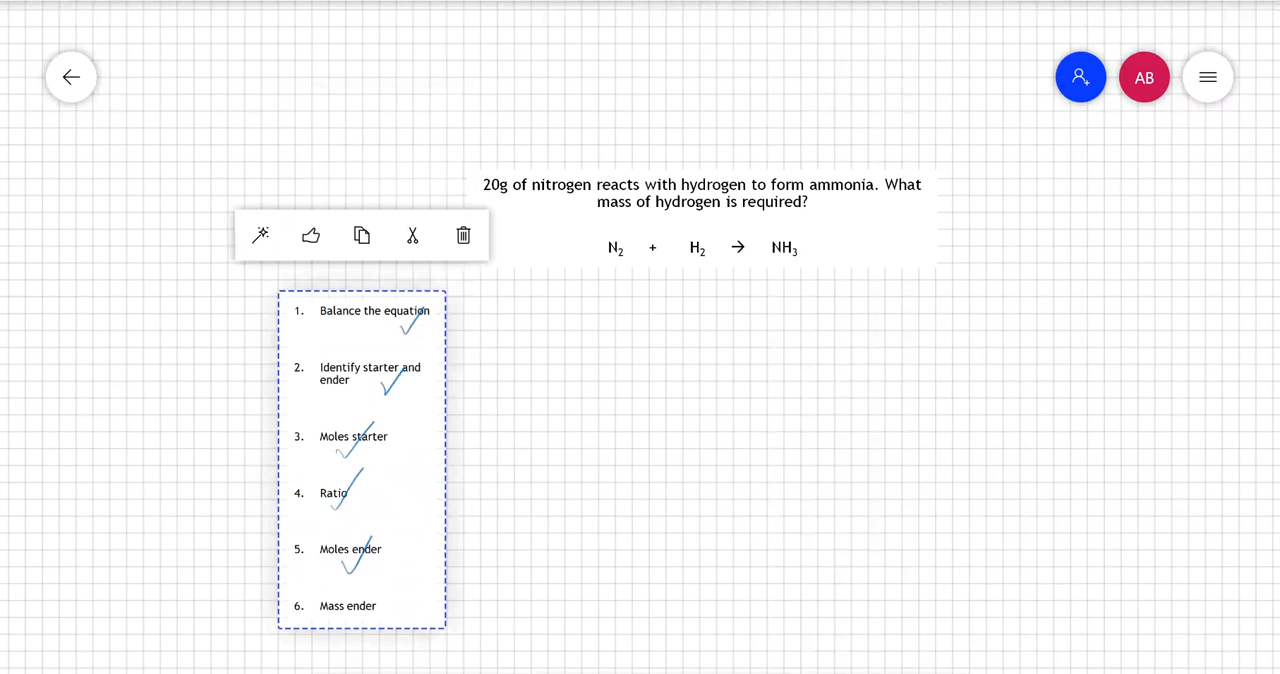 AB
20g of nitrogen reacts with hydrogen to form ammonia. What
mass of hydrogen is required?
N₂ + H₂ → NH₃
1. Balance the equation
2. Identify starter and
ender
3. Moles starter
4. Ratio
5. Moles ender
6. Mass ender